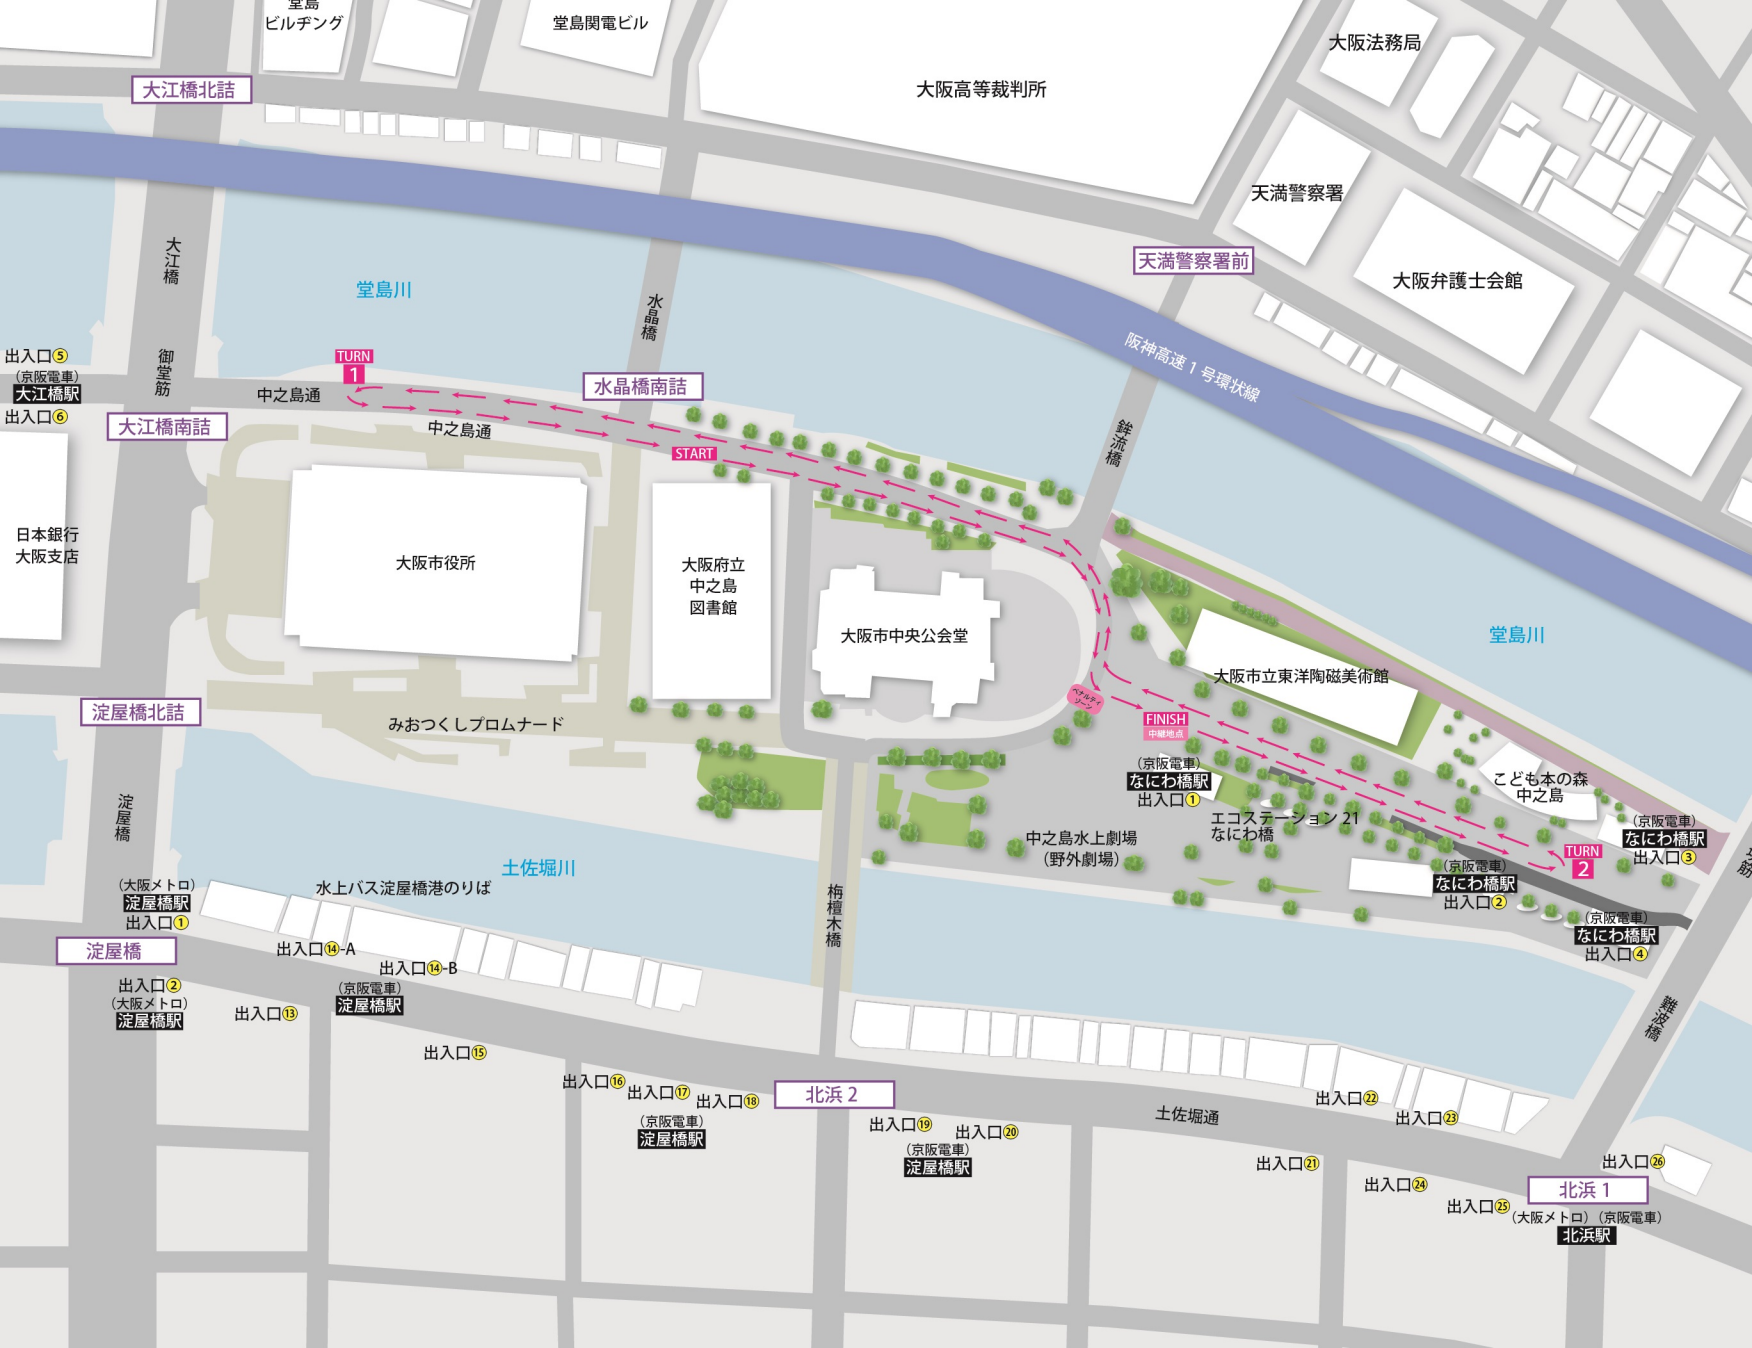 堂島
ビルヂング
堂島関電ビル
大阪高等裁判所
大阪法務局
大江橋北詰
天満警察署
天満警察署前
大阪弁護士会館
大江橋
堂島川
水晶橋
阪神高速1号環状線
御堂筋
出入口⑤
(京阪電車)
大江橋駅
出入口⑥
TURN
1
中之島通
水晶橋南詰
大江橋南詰
中之島通
START
鉾流橋
日本銀行
大阪支店
大阪市役所
大阪府立
中之島
図書館
大阪市中央公会堂
堂島川
大阪市立東洋陶磁美術館
ペナルティ
ゾーン
淀屋橋北詰
みおつくしプロムナード
FINISH
中継地点
(京阪電車)
なにわ橋駅
出入口①
こども本の森
中之島
エコステーション21
なにわ橋
中之島水上劇場
(野外劇場)
(京阪電車)
なにわ橋駅
出入口③
TURN
2
(京阪電車)
なにわ橋駅
出入口②
(京阪電車)
なにわ橋駅
出入口④
淀屋橋
土佐堀川
水上バス淀屋橋港のりば
(大阪メトロ)
淀屋橋駅
出入口①
栴檀木橋
淀屋橋
出入口⑭-A
出入口⑭-B
(京阪電車)
淀屋橋駅
出入口②
(大阪メトロ)
淀屋橋駅
出入口⑬
出入口⑮
難波橋
出入口⑯
出入口⑰
出入口⑱
(京阪電車)
淀屋橋駅
北浜2
出入口⑲
出入口⑳
(京阪電車)
淀屋橋駅
土佐堀通
出入口㉒
出入口㉓
出入口㉑
出入口㉔
出入口㉕
出入口㉖
北浜1
(大阪メトロ)(京阪電車)
北浜駅